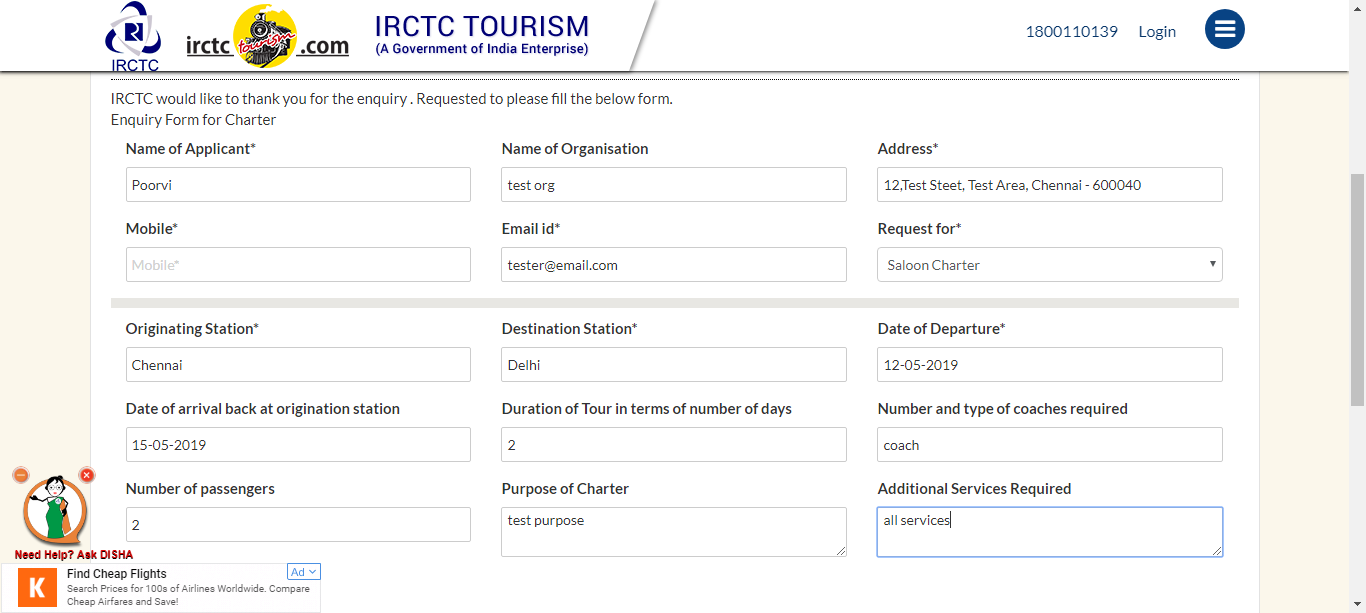 IRCTC
irctc tourism .com
IRCTC TOURISM
(A Government of India Enterprise)
1800110139 Login
IRCTC would like to thank you for the enquiry . Requested to please fill the below form.
Enquiry Form for Charter
Name of Applicant* Name of Organisation Address*
Poorvi test org 12,Test Steet, Test Area, Chennai - 600040
Mobile* Email id* Request for*
Mobile* tester@email.com Saloon Charter
Originating Station* Destination Station* Date of Departure*
Chennai Delhi 12-05-2019
Date of arrival back at origination station Duration of Tour in terms of number of days Number and type of coaches required
15-05-2019 2 coach
Number of passengers Purpose of Charter Additional Services Required
2 test purpose all services
Need Help? Ask DISHA
K
Find Cheap Flights Ad
Search Prices for 100s of Airlines Worldwide. Compare
Cheap Airfares and Save!